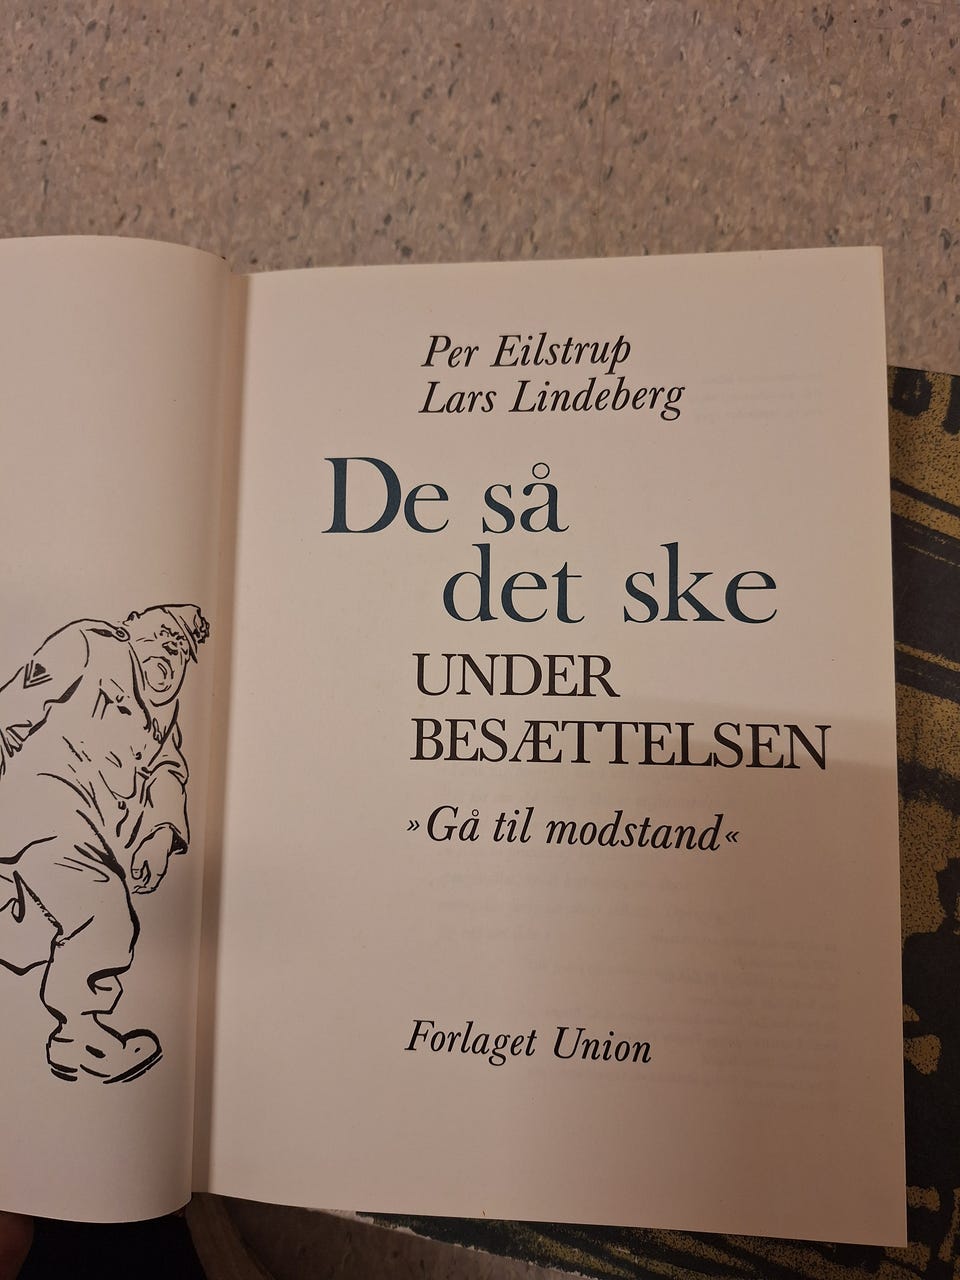 Per Eilstrup
Lars Lindeberg
De så
det ske
UNDER
BESÆTTELSEN
»Gå til modstand«
Forlaget Union